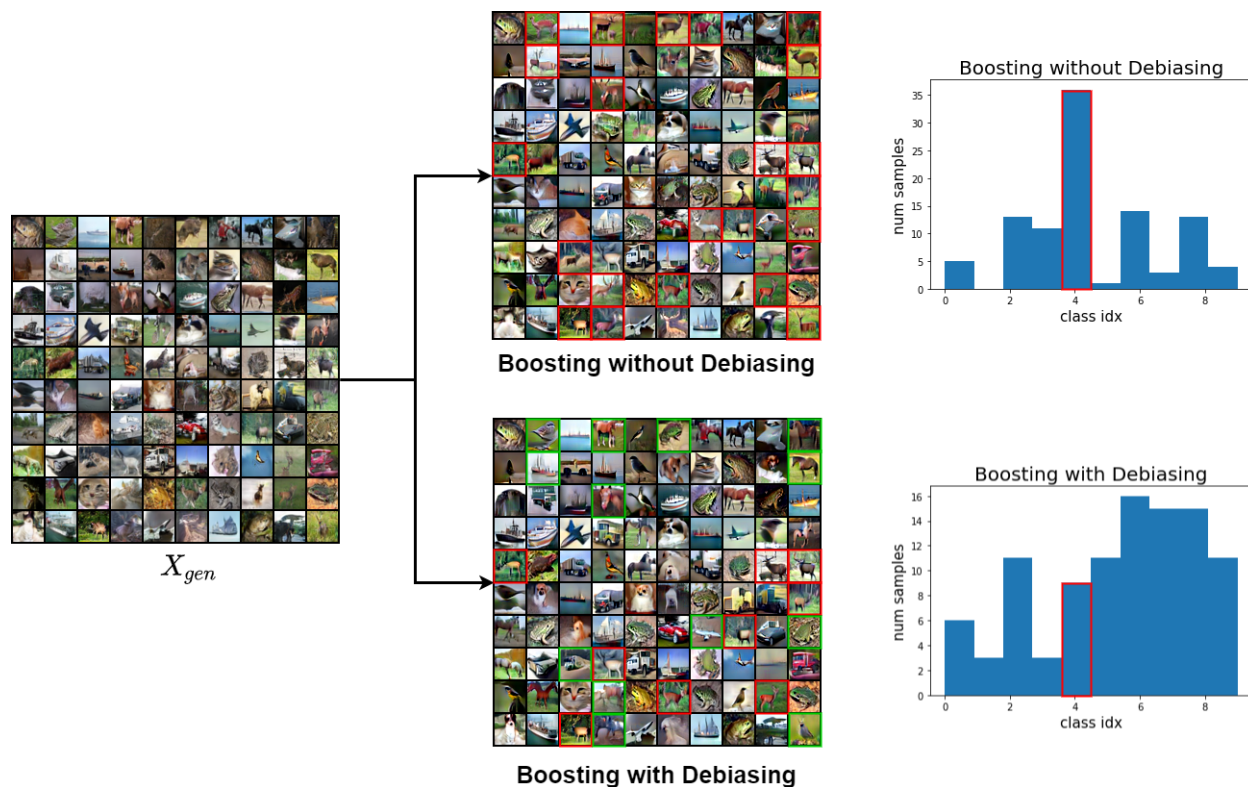 Boosting without Debiasing
35
30
25
20
15
10
5
0
num samples
0 2 4 6 8
class idx
Boosting without Debiasing
X_gen
Boosting with Debiasing
16
14
12
10
8
6
4
2
0
num samples
0 2 4 6 8
class idx
Boosting with Debiasing